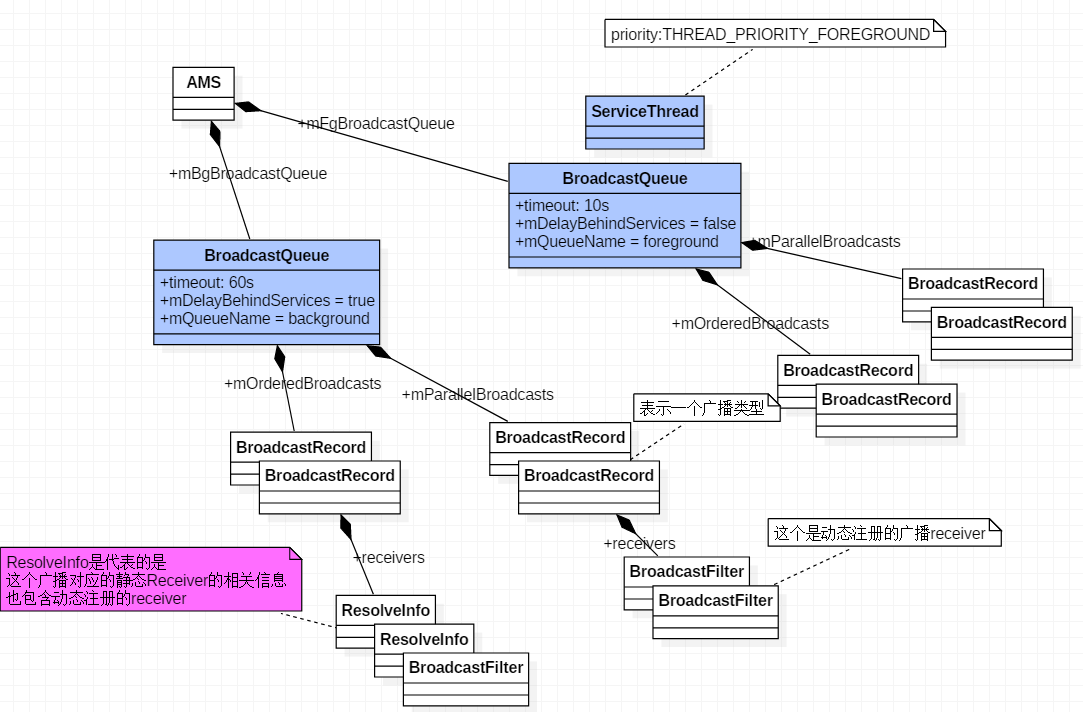 priority:THREAD_PRIORITY_FOREGROUND
AMS
ServiceThread
+mFgBroadcastQueue
+mBgBroadcastQueue
BroadcastQueue
+timeout: 10s
+mDelayBehindServices = false
+mQueueName = foreground
BroadcastQueue
+timeout: 60s
+mDelayBehindServices = true
+mQueueName = background
+mParallelBroadcasts
BroadcastRecord
BroadcastRecord
+mOrderedBroadcasts
BroadcastRecord
BroadcastRecord
+mOrderedBroadcasts
+mParallelBroadcasts
表示一个广播类型
BroadcastRecord
BroadcastRecord
BroadcastRecord
BroadcastRecord
+receivers
+receivers
这个是动态注册的广播receiver
ResolveInfo是代表的是
这个广播对应的静态Receiver的相关信息
也包含动态注册的receiver
BroadcastFilter
BroadcastFilter
ResolveInfo
ResolveInfo
BroadcastFilter